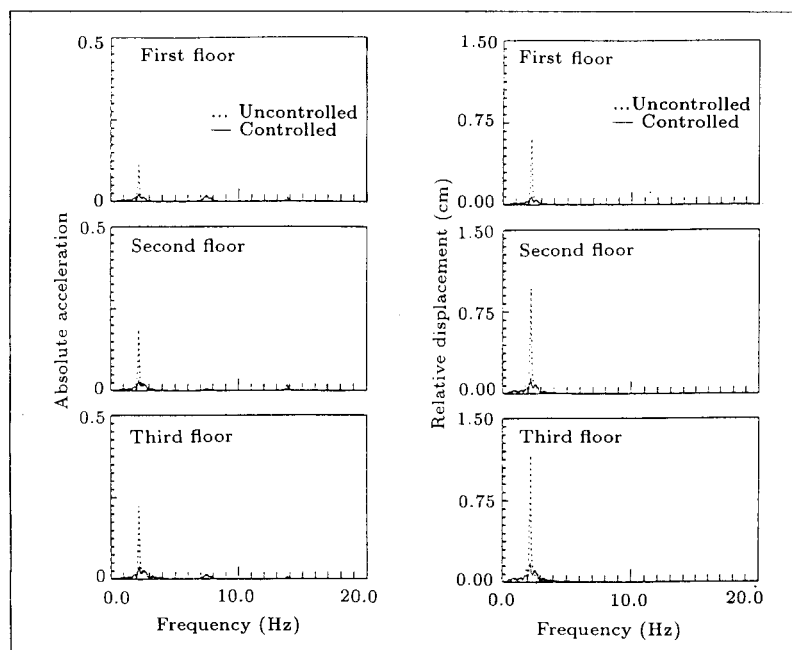 0.5
First floor
... Uncontrolled
— Controlled
0
0.5
Second floor
0
0.5
Third floor
0
0.0 10.0 20.0
Frequency (Hz)
Absolute acceleration
1.50
First floor
...Uncontrolled
— Controlled
0.75
0.00
1.50
Second floor
0.75
0.00
1.50
Third floor
0.75
0.00
0.0 10.0 20.0
Frequency (Hz)
Relative displacement (cm)